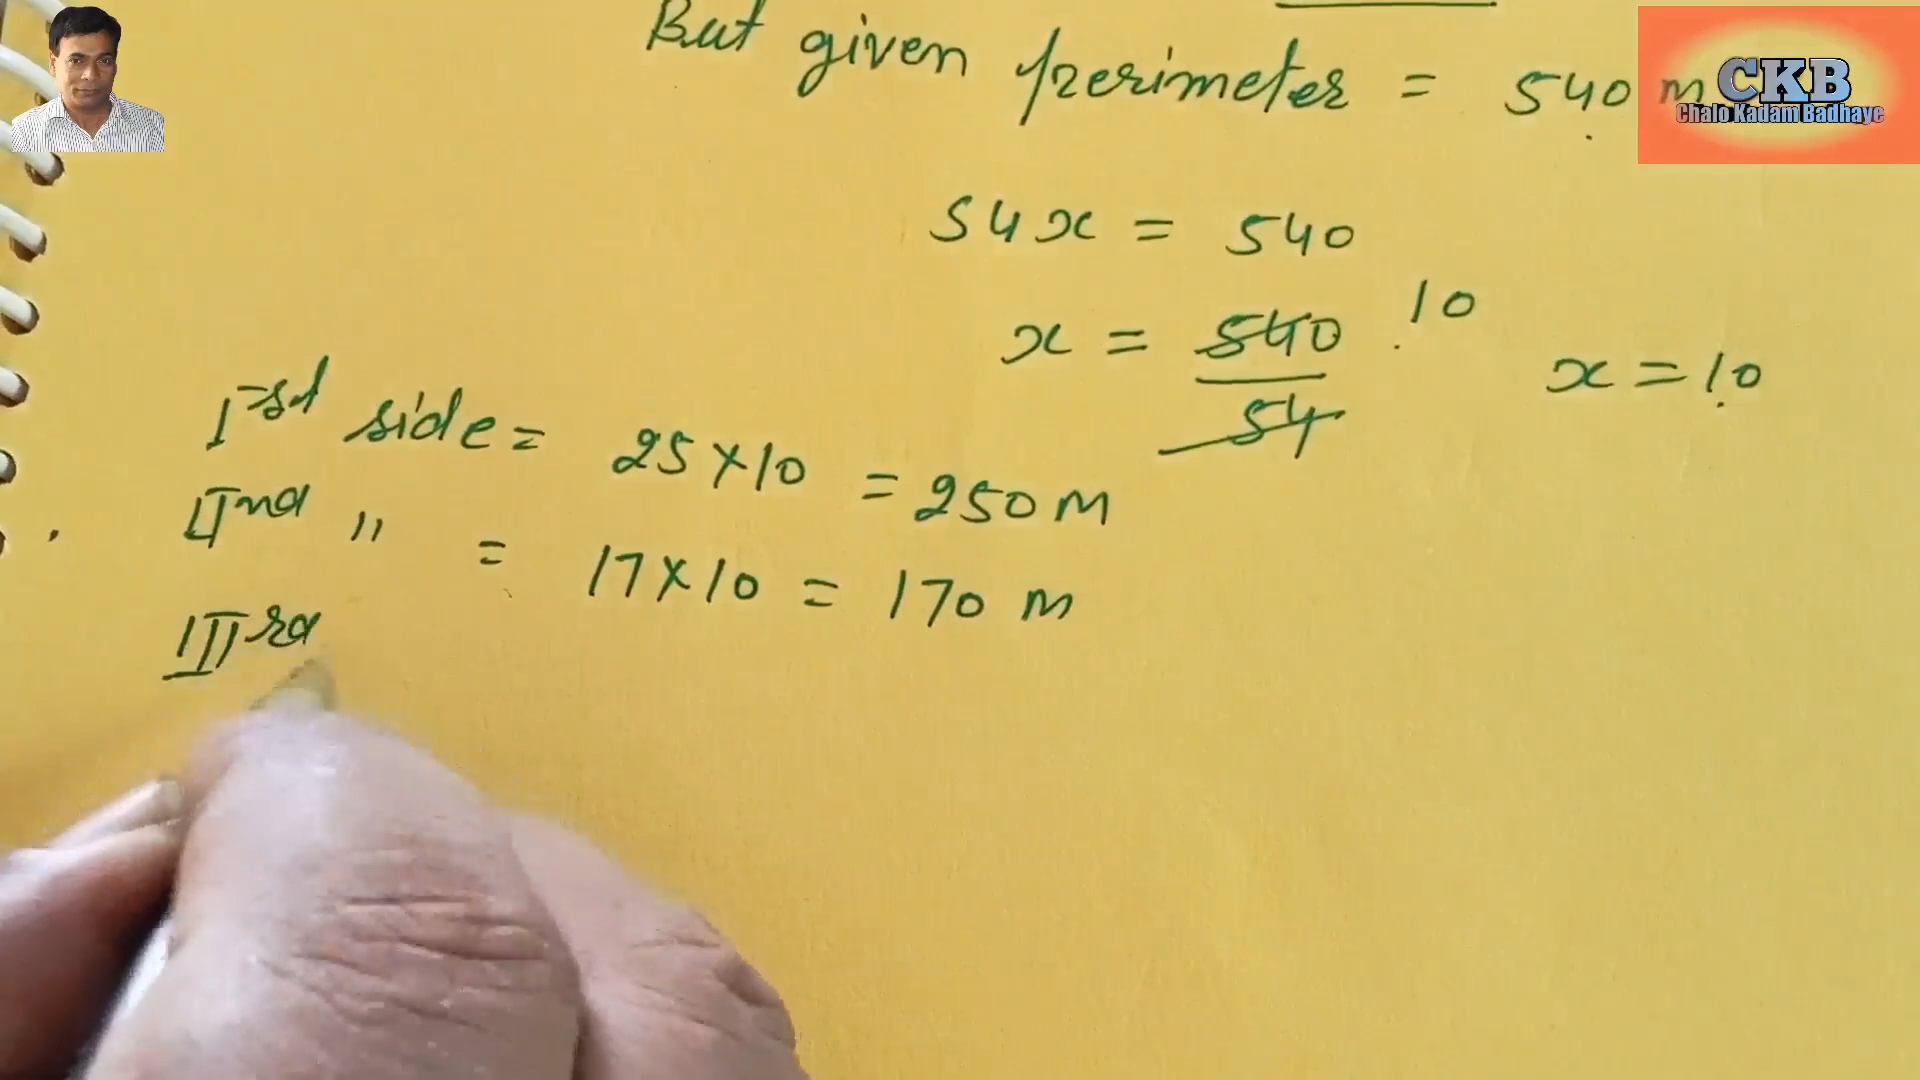 But given perimeter = 540 m
CKB
Chalo Kadam Badhaye
54x = 540
x = 540/54 10
x = 10
Ist side = 25 × 10 = 250 m
IInd " = 17 × 10 = 170 m
IIIrd